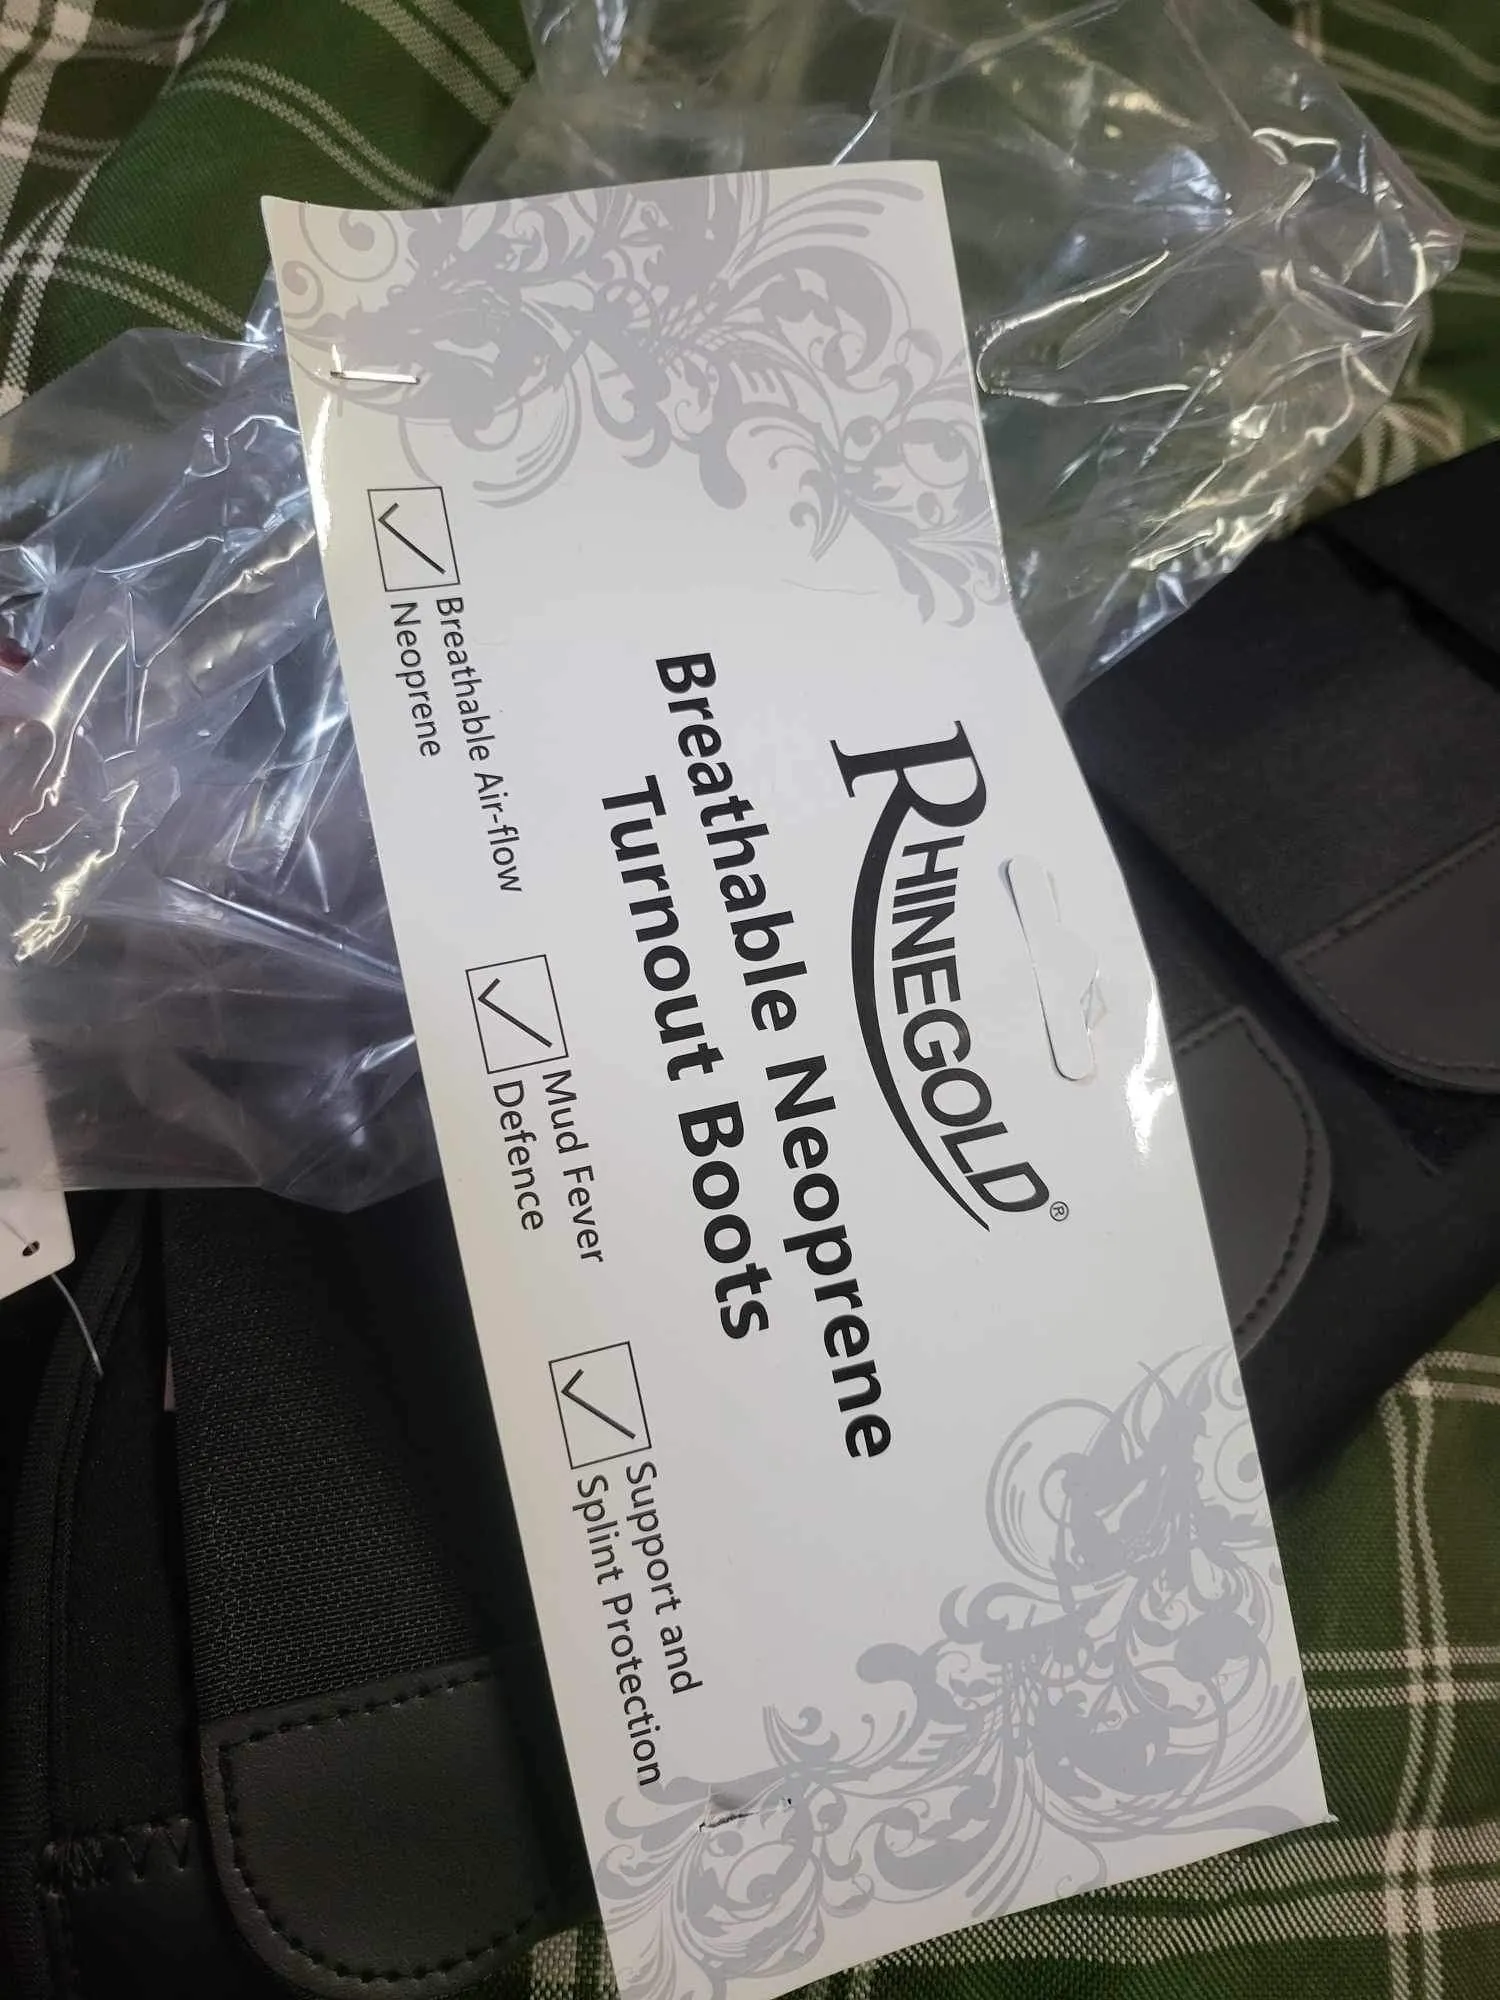 RHINEGOLD®
Breathable Neoprene
Turnout Boots
Breathable Air-flow
Neoprene
Mud Fever
Defence
Support and
Splint Protection